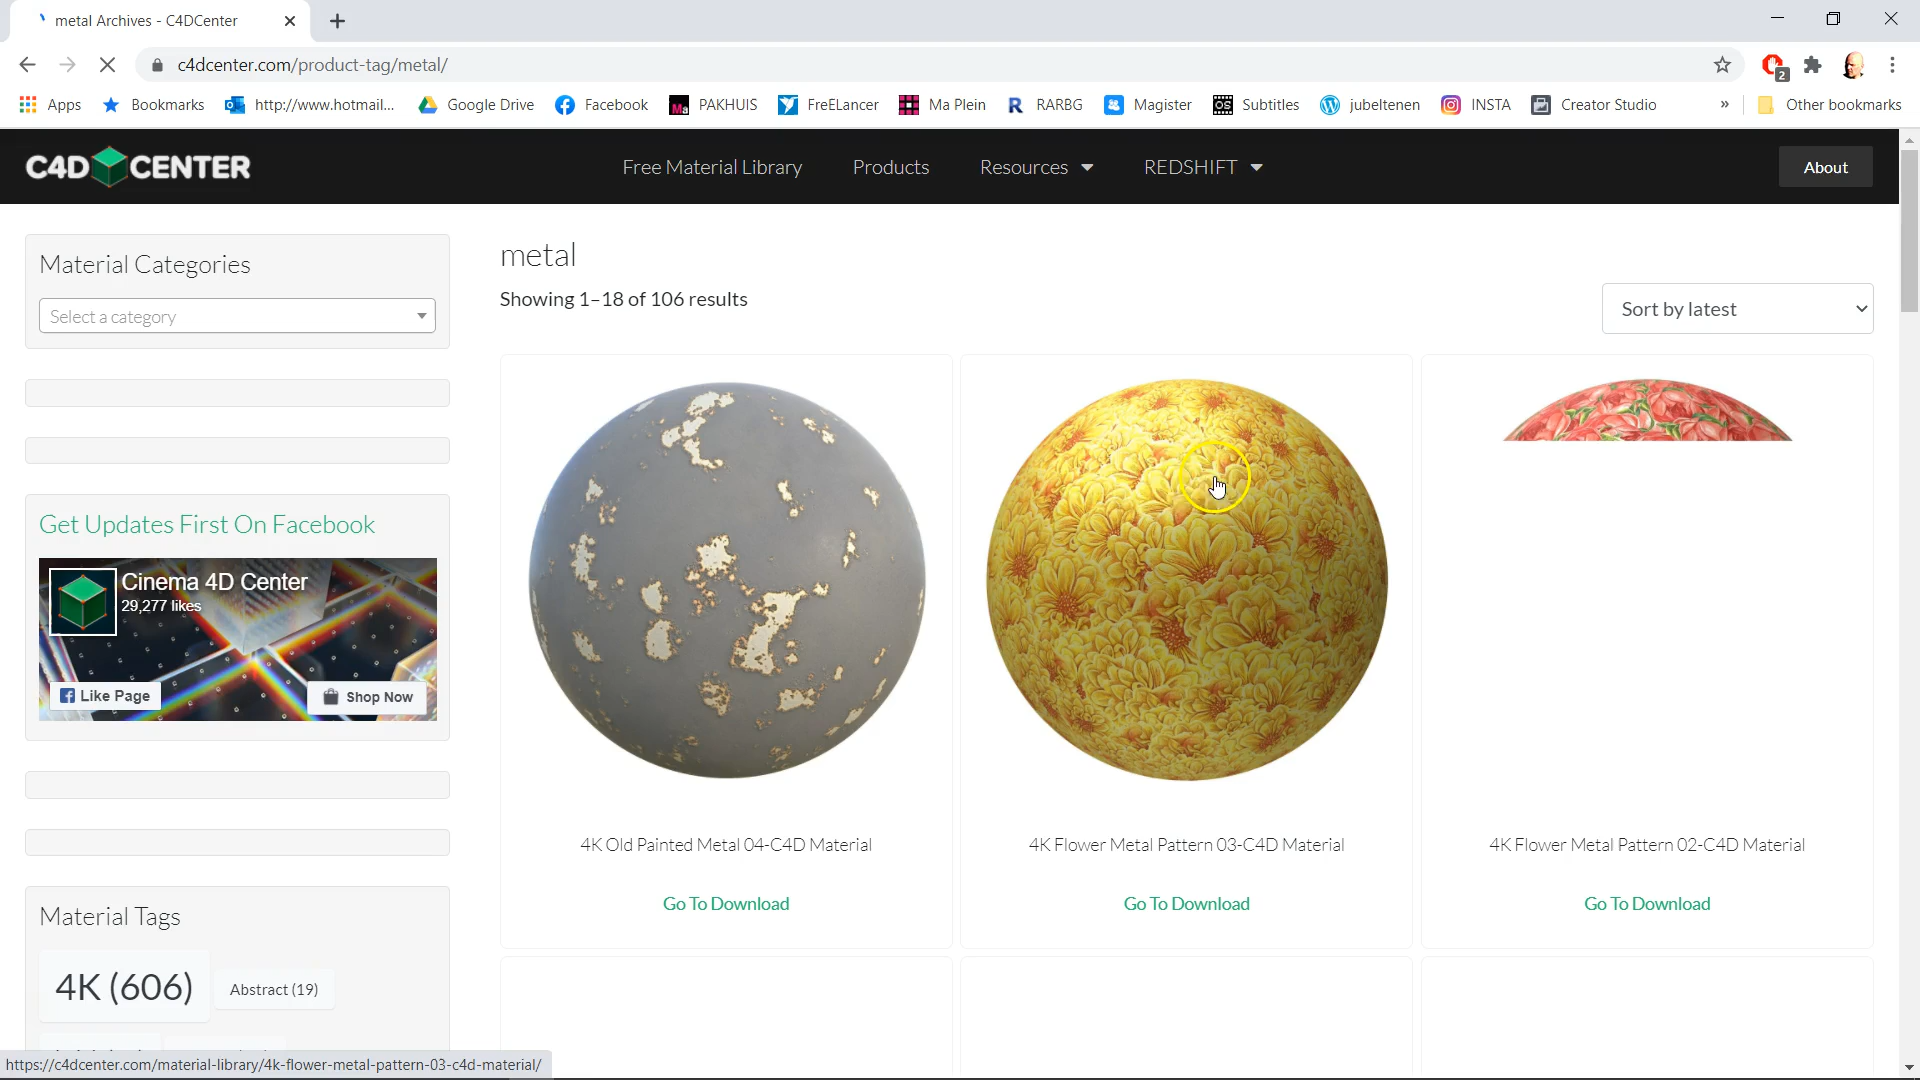 metal Archives - C4DCenter
c4dcenter.com/product-tag/metal/
2
Apps Bookmarks http://www.hotmail... Google Drive Facebook PAKHUIS FreELancer Ma Plein RARBG Magister Subtitles jubeltenen INSTA Creator Studio » Other bookmarks
C4D CENTER
Free Material Library Products Resources REDSHIFT About
Material Categories
Select a category
metal
Showing 1–18 of 106 results
Sort by latest
Get Updates First On Facebook
Cinema 4D Center
29,277 likes
Like Page Shop Now
4K Old Painted Metal 04-C4D Material
4K Flower Metal Pattern 03-C4D Material
4K Flower Metal Pattern 02-C4D Material
Go To Download
Go To Download
Go To Download
Material Tags
4K (606) Abstract (19)
https://c4dcenter.com/material-library/4k-flower-metal-pattern-03-c4d-material/